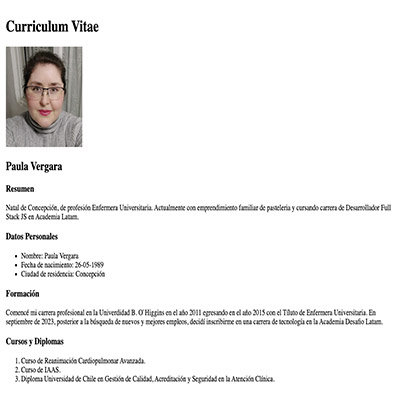 Curriculum Vitae
Paula Vergara
Resumen
Natal de Concepción, de profesión Enfermera Universitaria. Actualmente con emprendimiento familiar de pasteleria y cursando carrera de Desarrollador Full
Stack JS en Academia Latam.
Datos Personales
• Nombre: Paula Vergara
• Fecha de nacimiento: 26-05-1989
• Ciudad de residencia: Concepción
Formación
Comencé mi carrera profesional en la Univerdidad B. O'Higgins en el año 2011 egresando en el año 2015 con el Tíluto de Enfermera Universitaria. En
septiembre de 2023, posterior a la búsqueda de nuevos y mejores empleos, decidí inscribirme en una carrera de tecnología en la Academia Desafío Latam.
Cursos y Diplomas
1. Curso de Reanimación Cardiopulmonar Avanzada.
2. Curso de IAAS.
3. Diploma Universidad de Chile en Gestión de Calidad, Acreditación y Seguridad en la Atención Clínica.